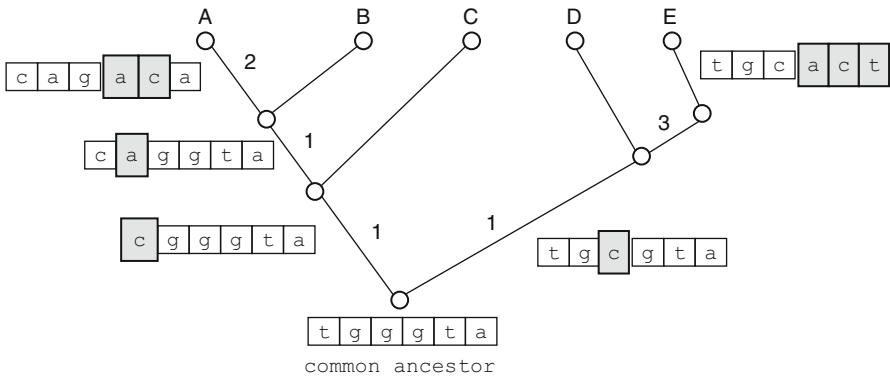 A B C D E
2
c a g a c a
t g c a c t
3
1
c a g g t a
1
1
c g g g t a
t g c g t a
t g g g t a
common ancestor